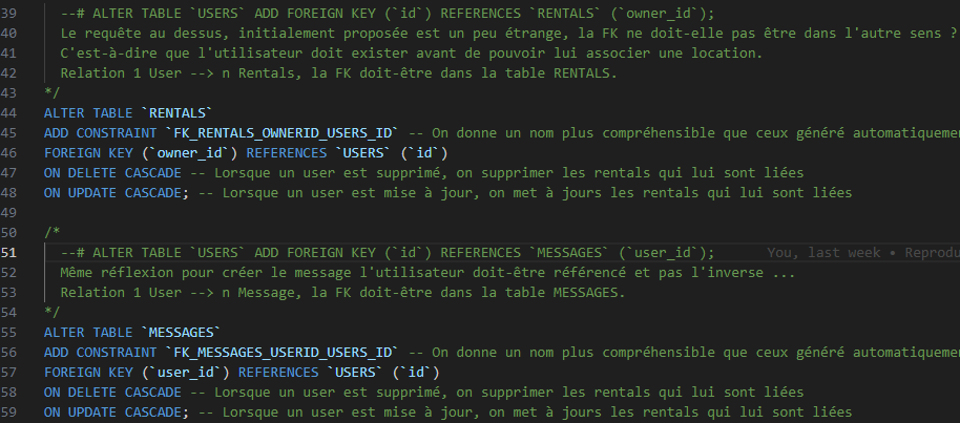 39 --# ALTER TABLE `USERS` ADD FOREIGN KEY (`id`) REFERENCES `RENTALS` (`owner_id`);
40 Le requête au dessus, initialement proposée est un peu étrange, la FK ne doit-elle pas être dans l'autre sens ?
41 C'est-à-dire que l'utilisateur doit exister avant de pouvoir lui associer une location.
42 Relation 1 User --> n Rentals, la FK doit-être dans la table RENTALS.
43 */
44 ALTER TABLE `RENTALS`
45 ADD CONSTRAINT `FK_RENTALS_OWNERID_USERS_ID` -- On donne un nom plus compréhensible que ceux généré automatiqueme
46 FOREIGN KEY (`owner_id`) REFERENCES `USERS` (`id`)
47 ON DELETE CASCADE -- Lorsque un user est supprimé, on supprimer les rentals qui lui sont liées
48 ON UPDATE CASCADE; -- Lorsque un user est mise à jour, on met à jours les rentals qui lui sont liées
49
50 /*
51 --# ALTER TABLE `USERS` ADD FOREIGN KEY (`id`) REFERENCES `MESSAGES` (`user_id`); You, last week • Reprodu
52 Même réflexion pour créer le message l'utilisateur doit-être référencé et pas l'inverse ...
53 Relation 1 User --> n Message, la FK doit-être dans la table MESSAGES.
54 */
55 ALTER TABLE `MESSAGES`
56 ADD CONSTRAINT `FK_MESSAGES_USERID_USERS_ID` -- On donne un nom plus compréhensible que ceux généré automatiqueme
57 FOREIGN KEY (`user_id`) REFERENCES `USERS` (`id`)
58 ON DELETE CASCADE -- Lorsque un user est supprimé, on supprimer les rentals qui lui sont liées
59 ON UPDATE CASCADE; -- Lorsque un user est mise à jour, on met à jours les rentals qui lui sont liées